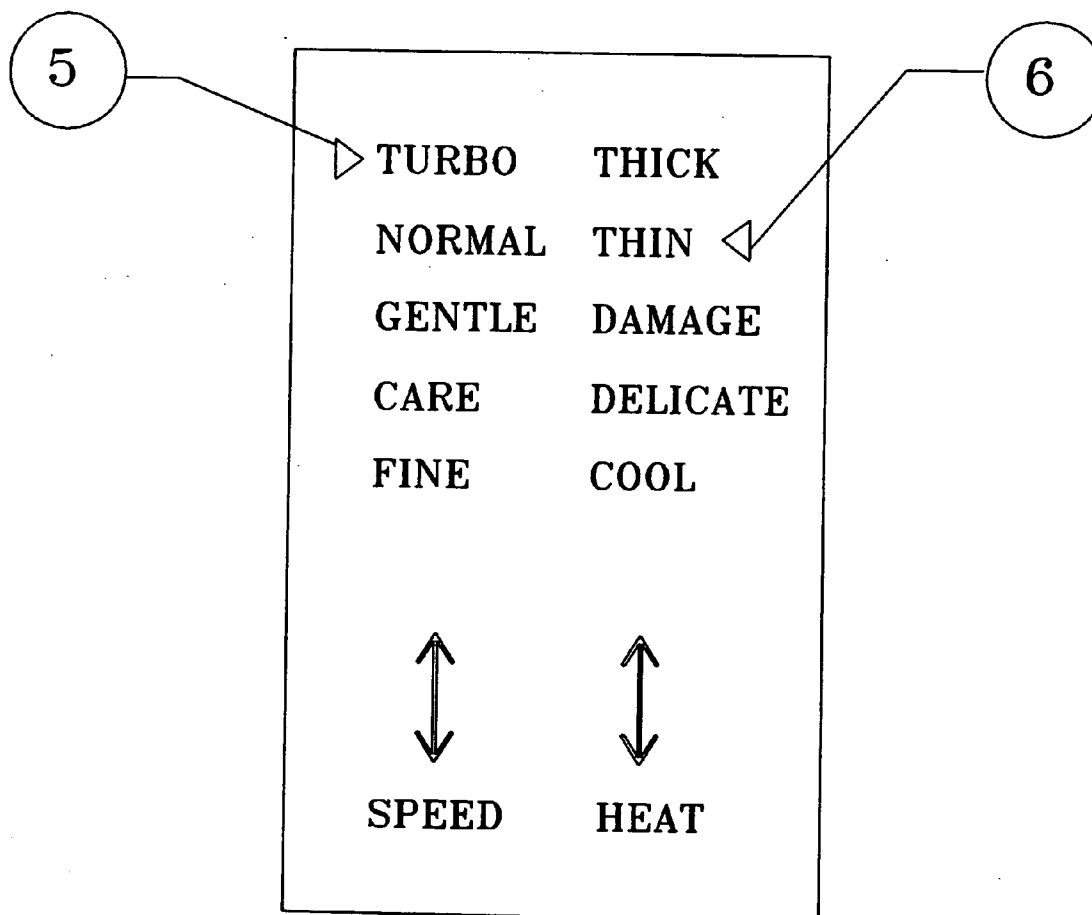 5 6
TURBO THICK
NORMAL THIN
GENTLE DAMAGE
CARE DELICATE
FINE COOL
SPEED HEAT